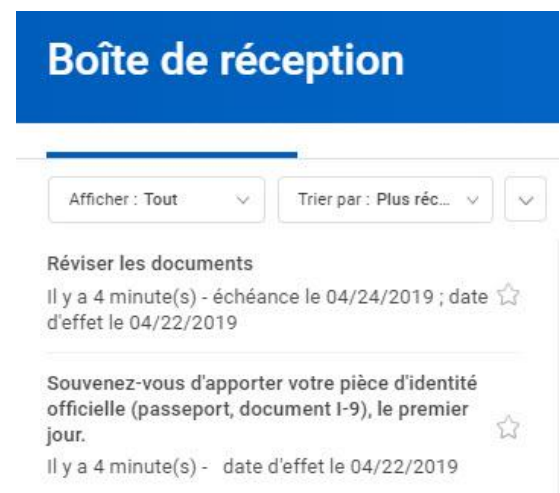 Boîte de réception
Afficher : Tout
Trier par : Plus réc...
Réviser les documents
Il y a 4 minute(s) - échéance le 04/24/2019 ; date
d'effet le 04/22/2019
Souvenez-vous d'apporter votre pièce d'identité
officielle (passeport, document I-9), le premier
jour.
Il y a 4 minute(s) - date d'effet le 04/22/2019